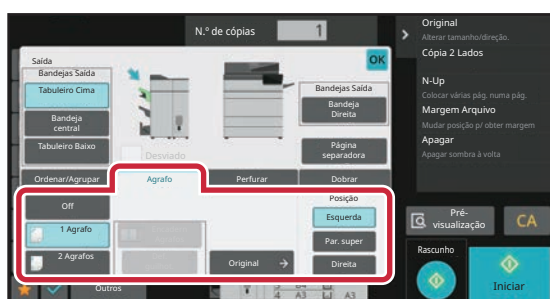 N.º de cópias
1
Original
Alterar tamanho/direção.
Cópia 2 Lados
N-Up
Colocar várias pág. numa pág.
Margem Arquivo
Mudar posição p/ obter margem
Apagar
Apagar sombra à volta
Saída
OK
Bandejas Saída
Tabuleiro Cima
Bandeja
central
Tabuleiro Baixo
Desviado
Bandejas Saída
Bandeja
Direita
Página
separadora
Ordenar/Agrupar
Agrafo
Perfurar
Dobrar
Off
1 Agrafo
2 Agrafos
Original
Posição
Esquerda
Par. super
Direita
Pré-
visualização
CA
Rascunho
Iniciar
Outros
4 A3
A3